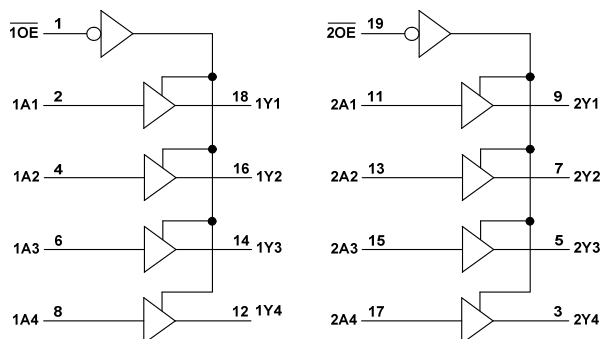 1OE 1
1A1 2 18 1Y1
1A2 4 16 1Y2
1A3 6 14 1Y3
1A4 8 12 1Y4
2OE 19
2A1 11 9 2Y1
2A2 13 7 2Y2
2A3 15 5 2Y3
2A4 17 3 2Y4